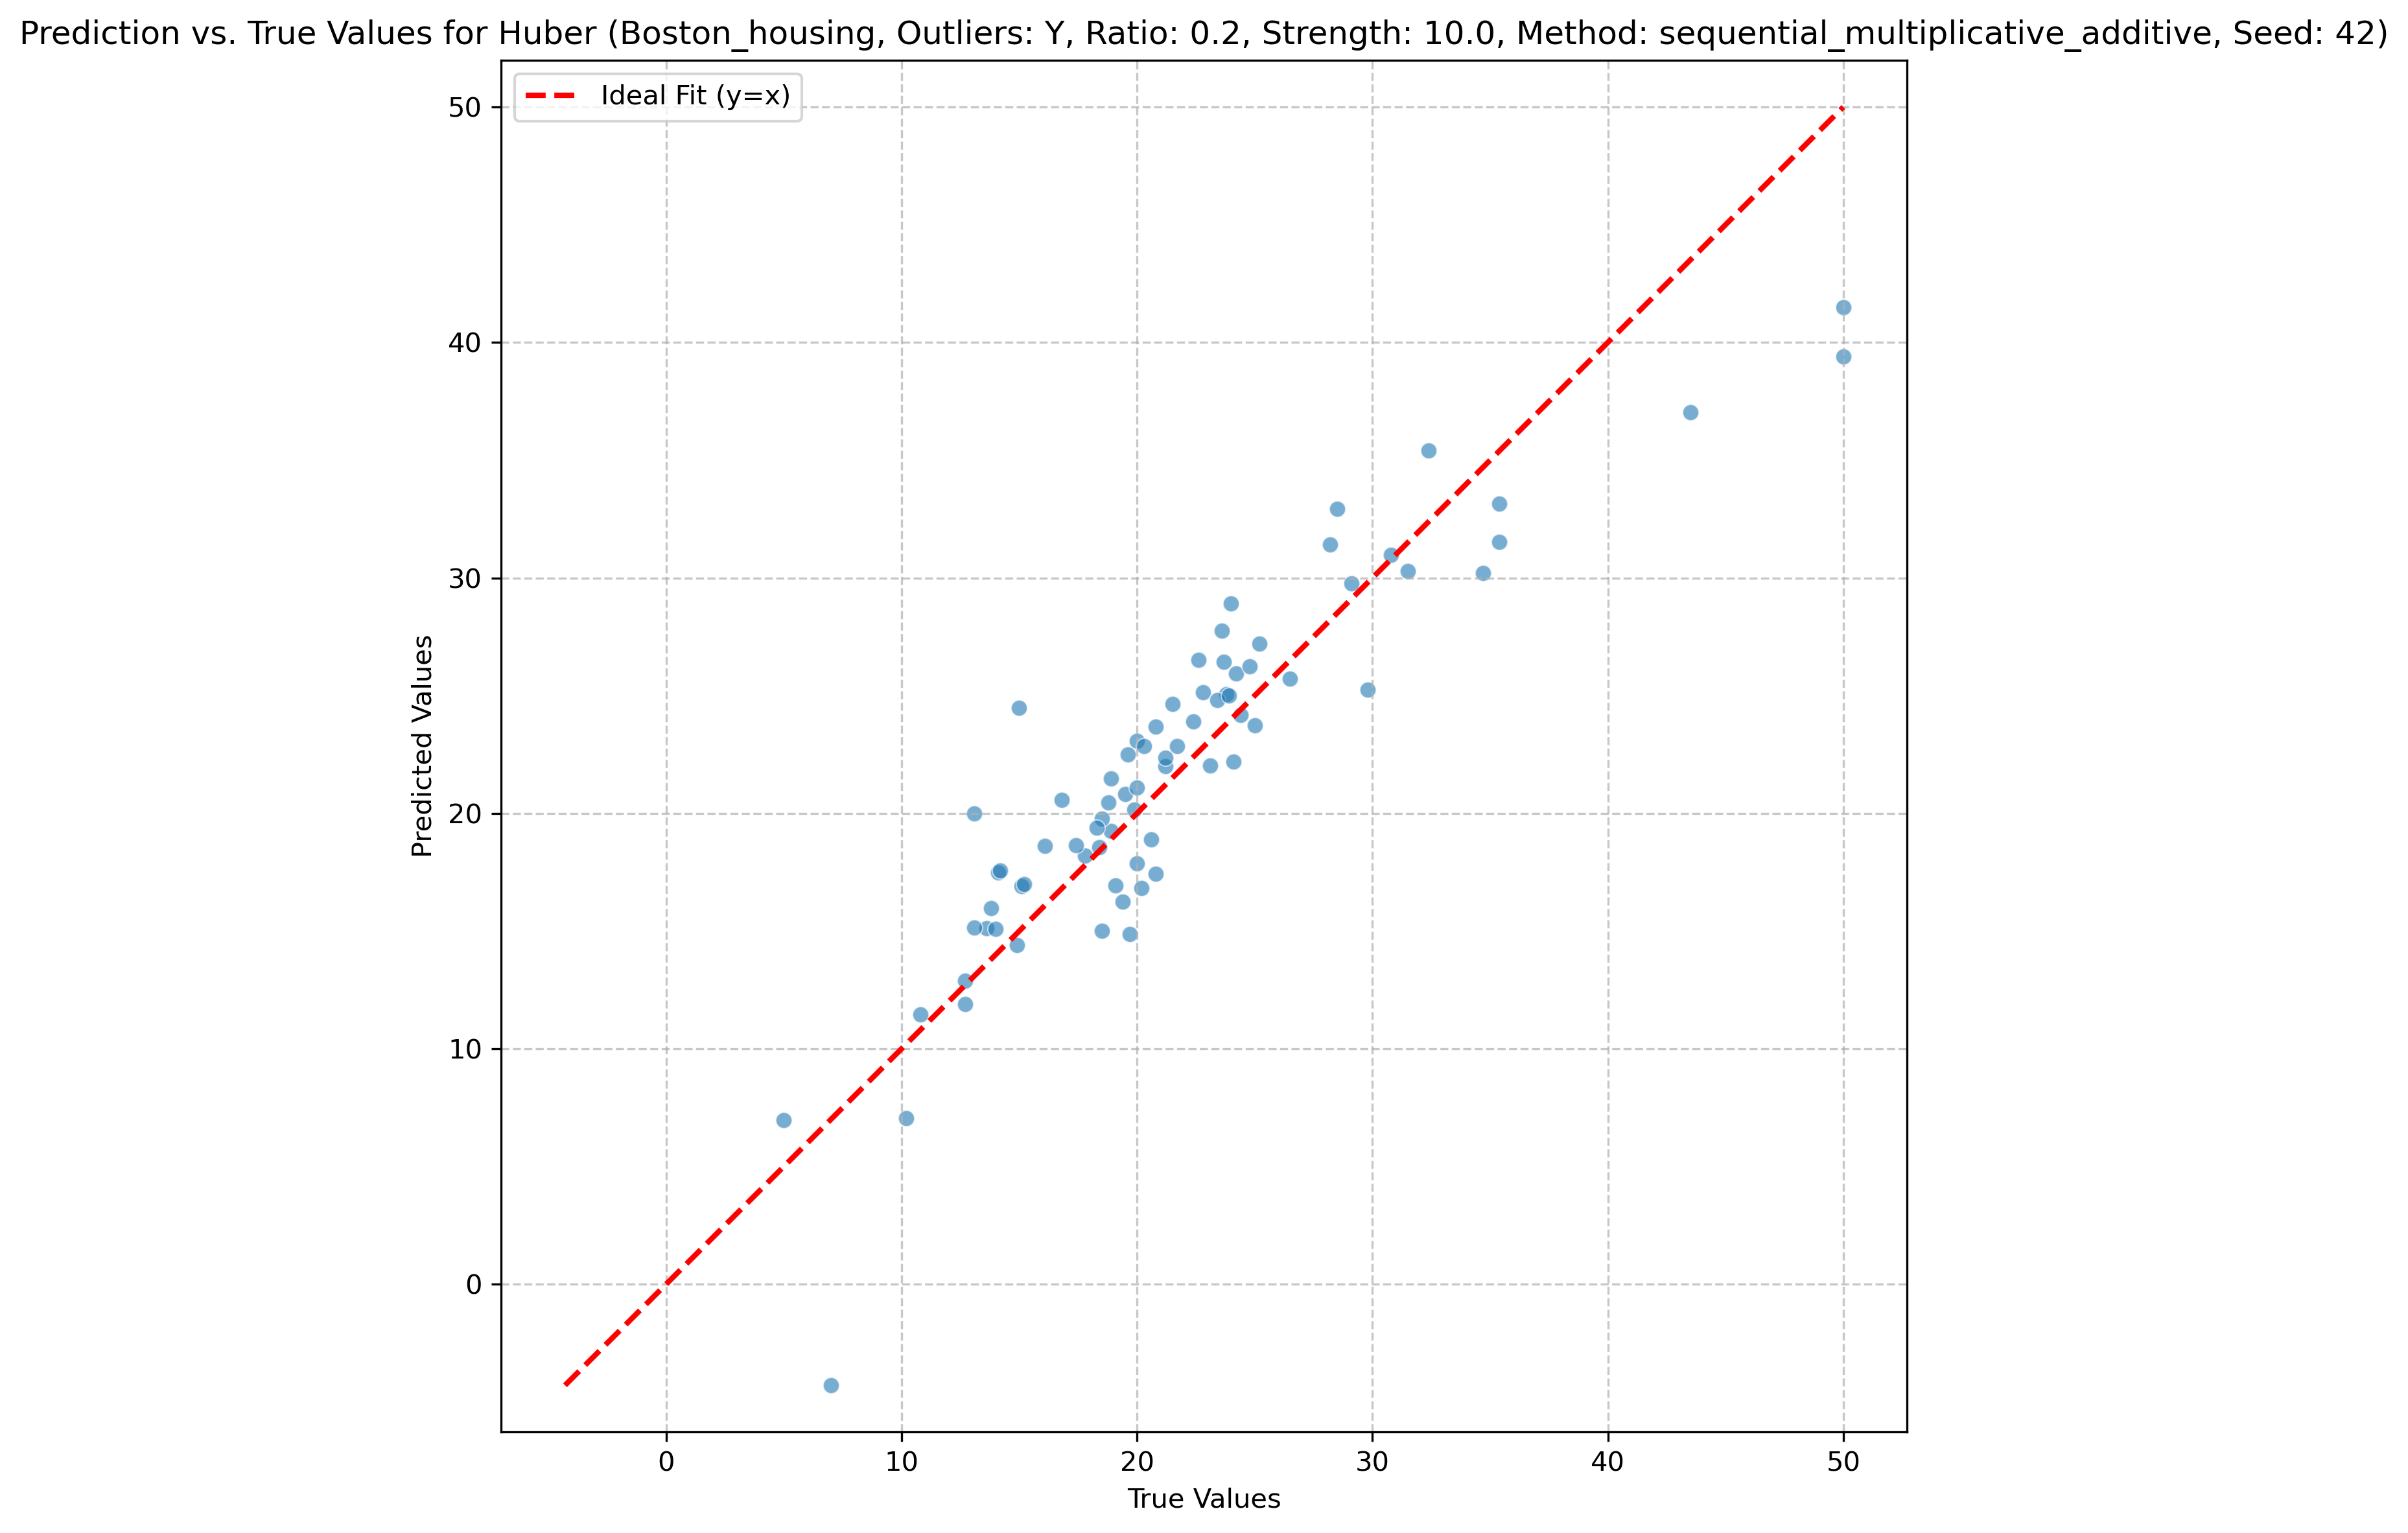 Prediction vs. True Values for Huber (Boston_housing, Outliers: Y, Ratio: 0.2, Strength: 10.0, Method: sequential_multiplicative_additive, Seed: 42)
Ideal Fit (y=x)
50
40
30
20
10
0
Predicted Values
0 10 20 30 40 50
True Values